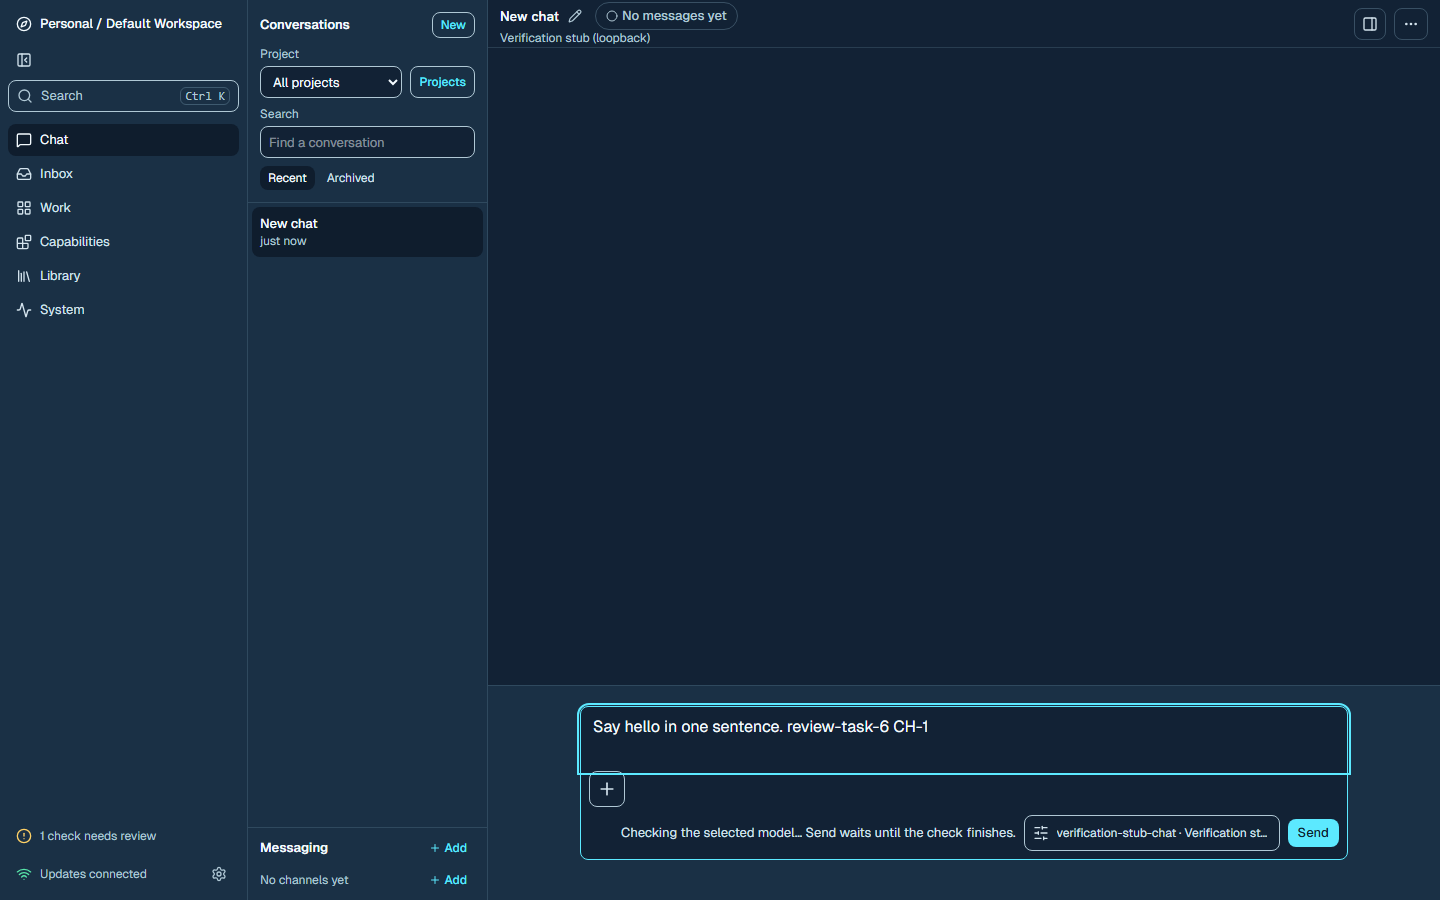 Personal / Default Workspace
Search
Ctrl K
Chat
Inbox
Work
Capabilities
Library
System
1 check needs review
Updates connected
Conversations
New
Project
All projects
Projects
Search
Find a conversation
Recent
Archived
New chat
just now
Messaging
+ Add
No channels yet
+ Add
New chat
No messages yet
Verification stub (loopback)
Say hello in one sentence. review-task-6 CH-1
Checking the selected model... Send waits until the check finishes.
verification-stub-chat · Verification st...
Send